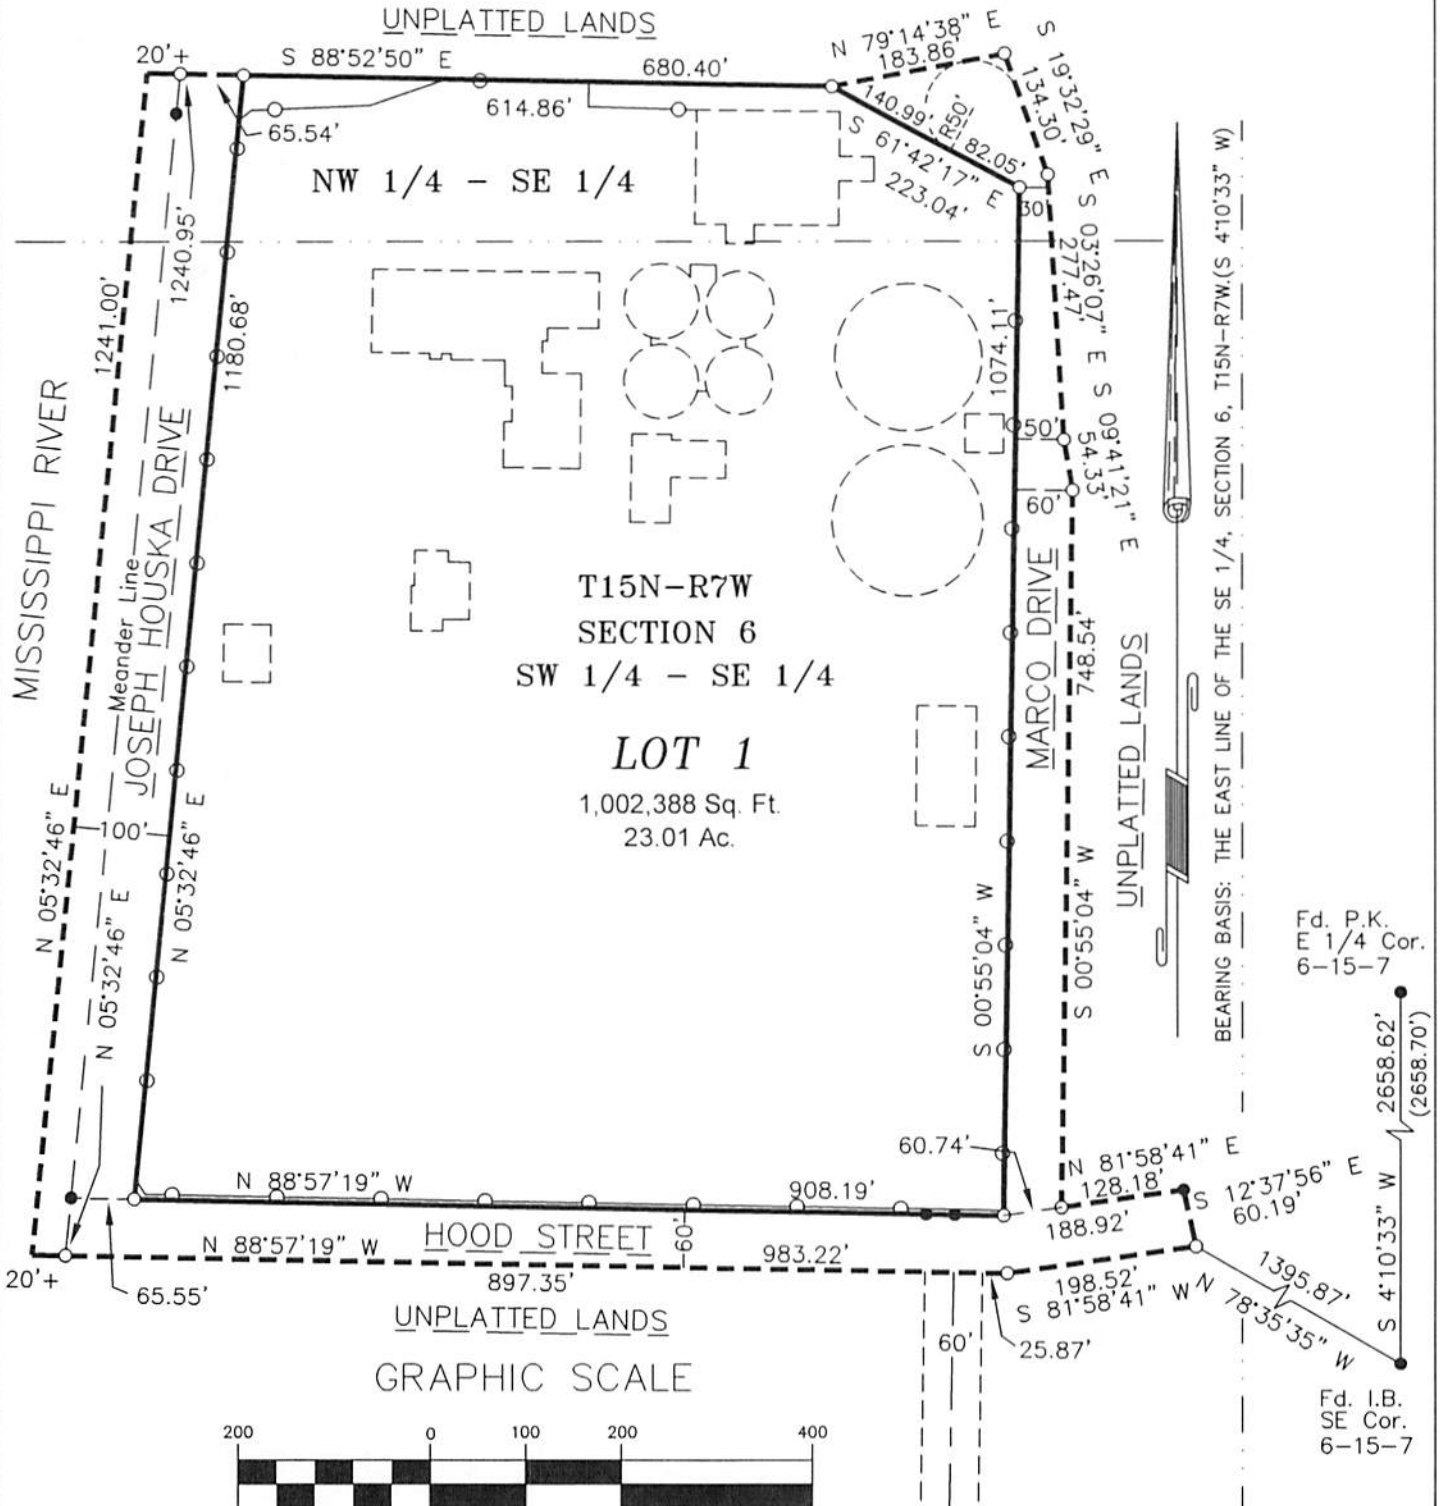 UNPLATTED LANDS
20'+
S 88°52'50" E
680.40'
614.86'
65.54'
N 79°14'38" E
183.86'
S 19°32'29" E
134.30'
140.99'
R50'
82.05'
S 61°42'17" E
223.04'
30
S 03°26'07" E
277.47'
NW 1/4 - SE 1/4
1240.95'
1241.00'
1180.68'
1074.11'
50'
S 09°41'21" E
54.33'
60'
MISSISSIPPI RIVER
Meander Line
JOSEPH HOUSKA DRIVE
T15N-R7W
SECTION 6
SW 1/4 - SE 1/4
LOT 1
1,002,388 Sq. Ft.
23.01 Ac.
MARCO DRIVE
748.54'
UNPLATTED LANDS
BEARING BASIS: THE EAST LINE OF THE SE 1/4, SECTION 6, T15N-R7W.(S 4°10'33" W)
N 05°32'46" E
100'
N 05°32'46" E
N 05°32'46" E
S 00°55'04" W
S 00°55'04" W
Fd. P.K.
E 1/4 Cor.
6-15-7
2658.62'
(2658.70')
S 4°10'33" W
60.74'
N 81°58'41" E
128.18'
188.92'
S 12°37'56" E
60.19'
N 88°57'19" W
908.19'
HOOD STREET
60'
N 88°57'19" W
983.22'
897.35'
20'+
65.55'
198.52'
S 81°58'41" W
1395.87'
N 78°35'35" W
25.87'
60'
UNPLATTED LANDS
Fd. I.B.
SE Cor.
6-15-7
GRAPHIC SCALE
200 0 100 200 400